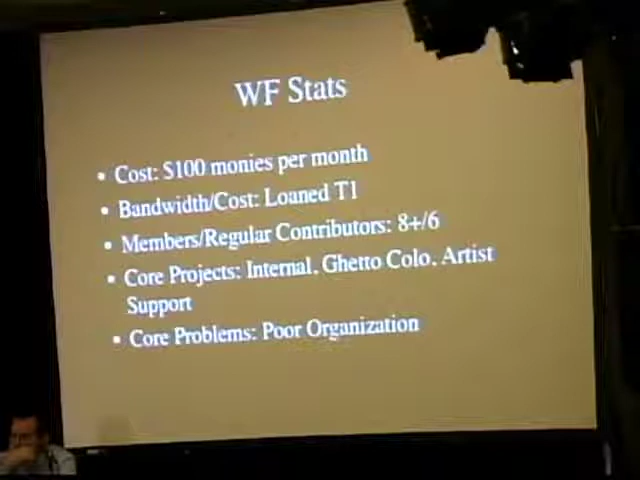 WF Stats
• Cost: $100 monies per month
• Bandwidth/Cost: Loaned T1
• Members/Regular Contributors: 8+/6
• Core Projects: Internal, Ghetto Colo, Artist
Support
• Core Problems: Poor Organization